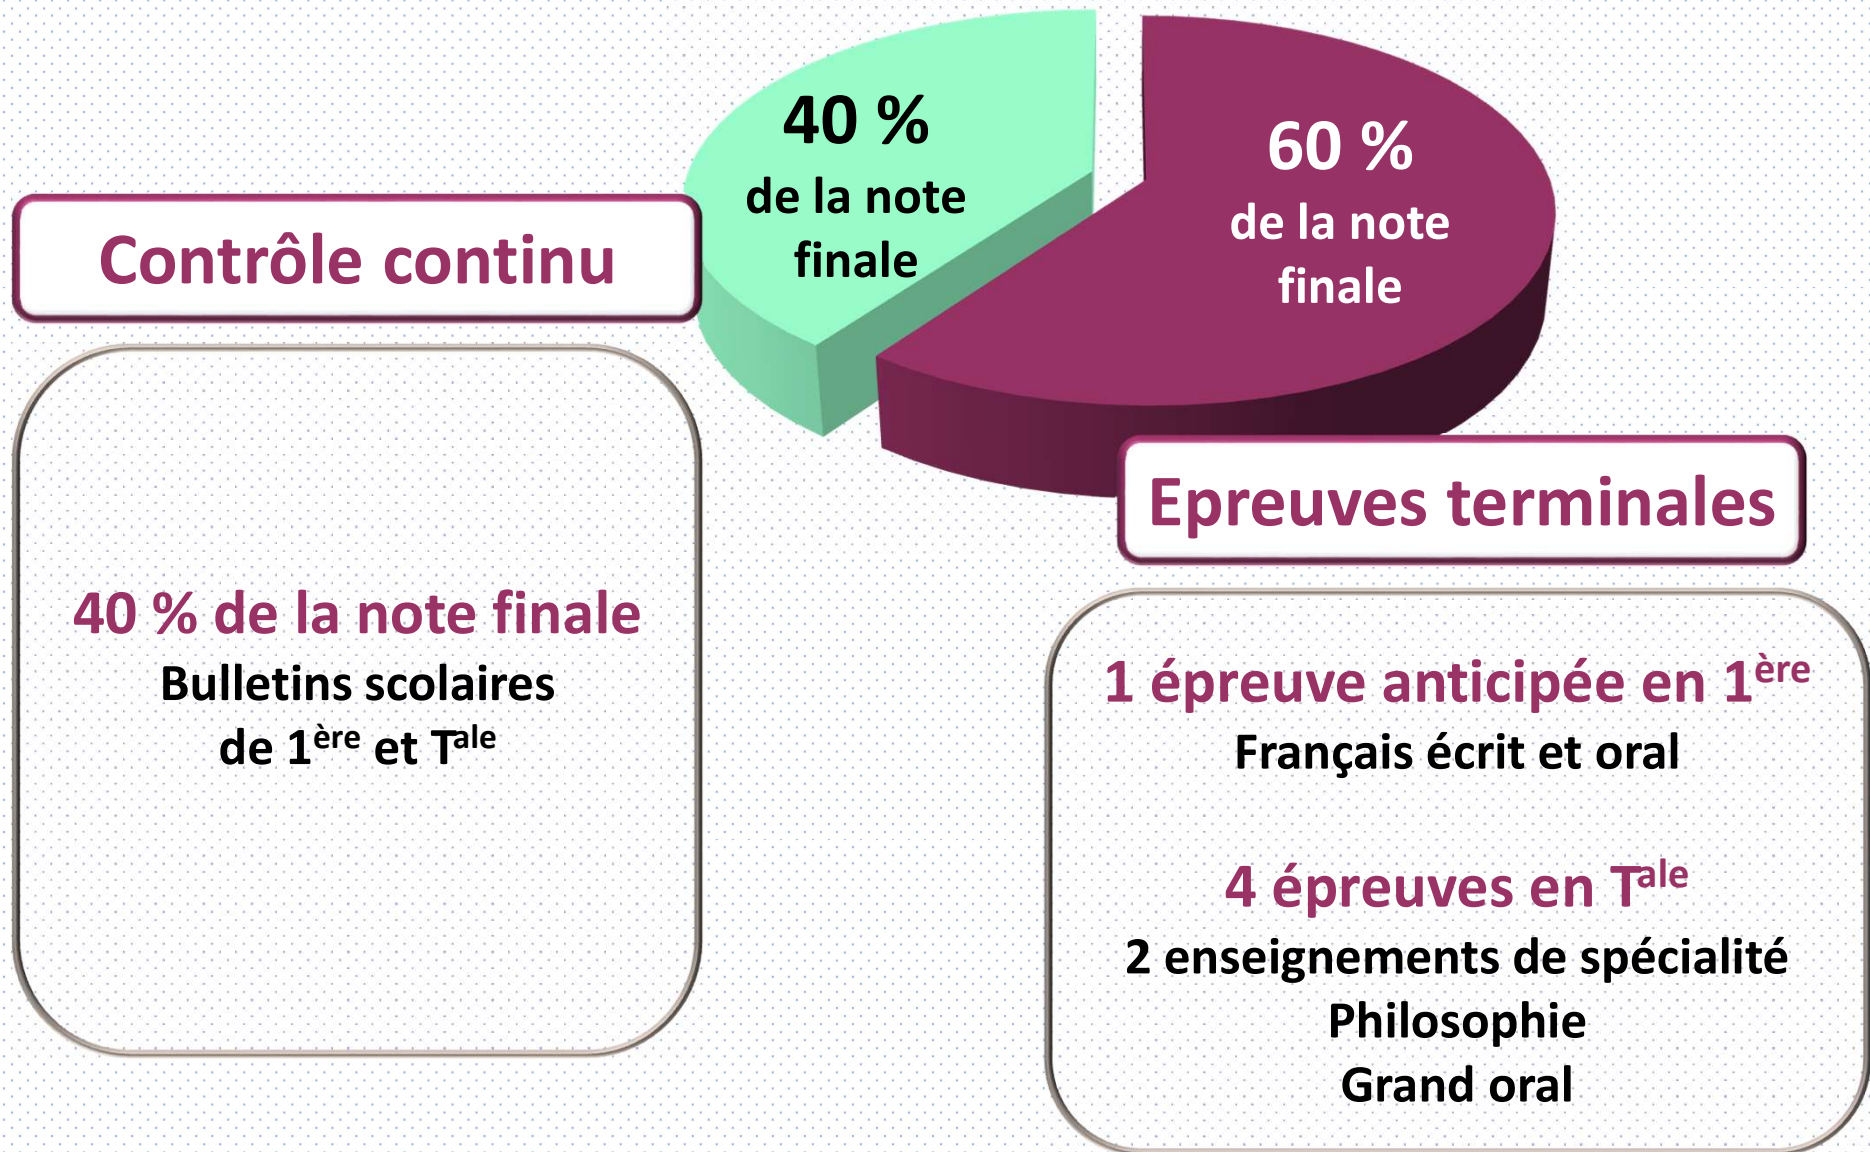 40 %
de la note
finale
60 %
de la note
finale
Contrôle continu
40 % de la note finale
Bulletins scolaires
de 1ère et Tale
Epreuves terminales
1 épreuve anticipée en 1ère
Français écrit et oral
4 épreuves en Tale
2 enseignements de spécialité
Philosophie
Grand oral